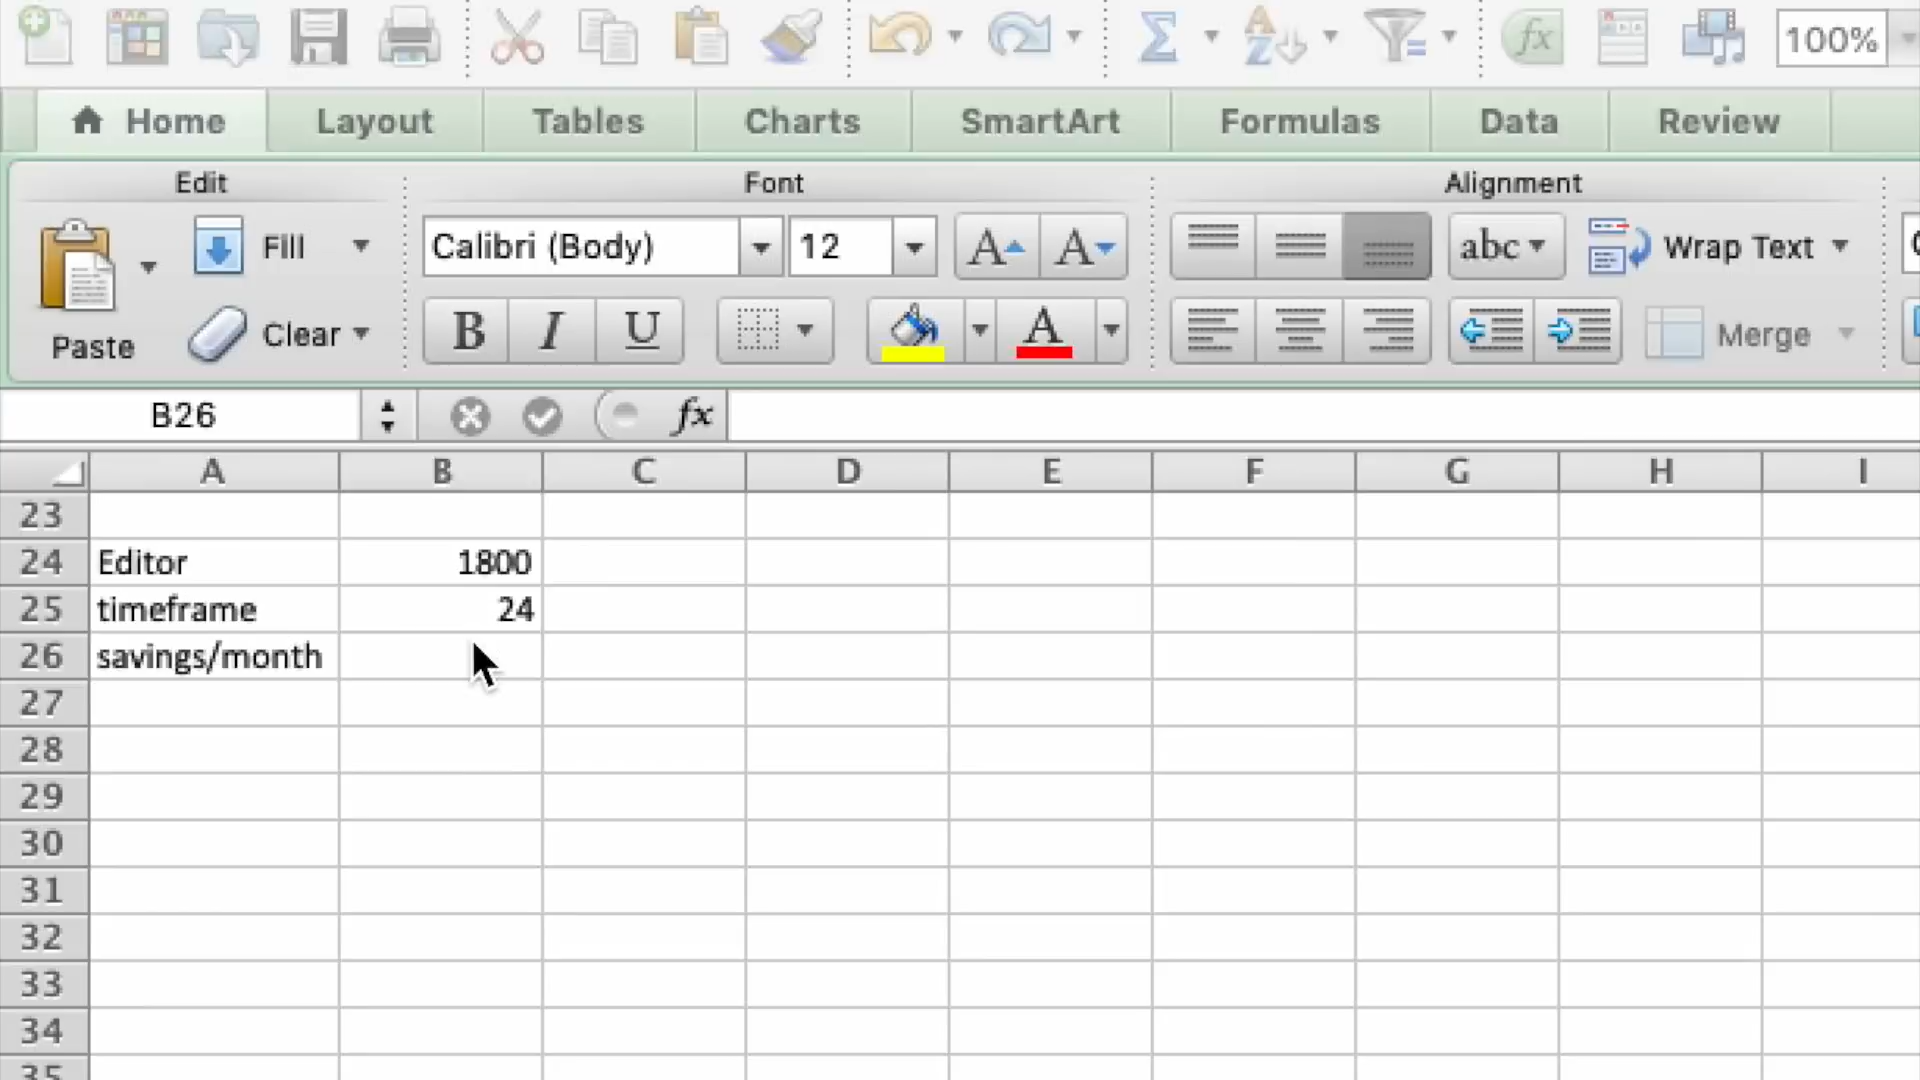 100%
Home Layout Tables Charts SmartArt Formulas Data Review
Edit Font Alignment
Fill Calibri (Body) 12 A A abc Wrap Text
Paste Clear B I U A Merge
B26 fx
A B C D E F G H I
23
24 Editor 1800
25 timeframe 24
26 savings/month
27
28
29
30
31
32
33
34
35